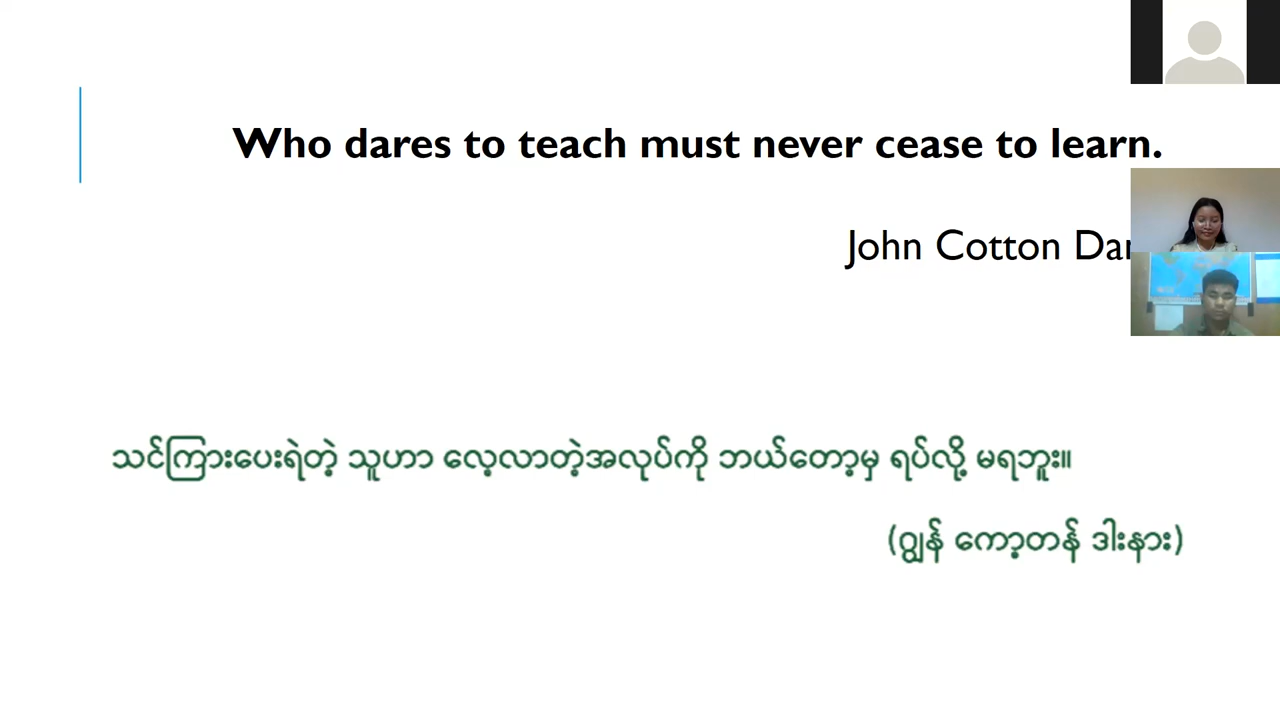 Who dares to teach must never cease to learn.
John Cotton
သင်ကြားပေးရဲတဲ့ သူဟာ လေ့လာတဲ့အလုပ်ကို ဘယ်တော့မှ ရပ်လို့ မရဘူး။
(ဂျွန် ကော့တန် ဒါးနား)